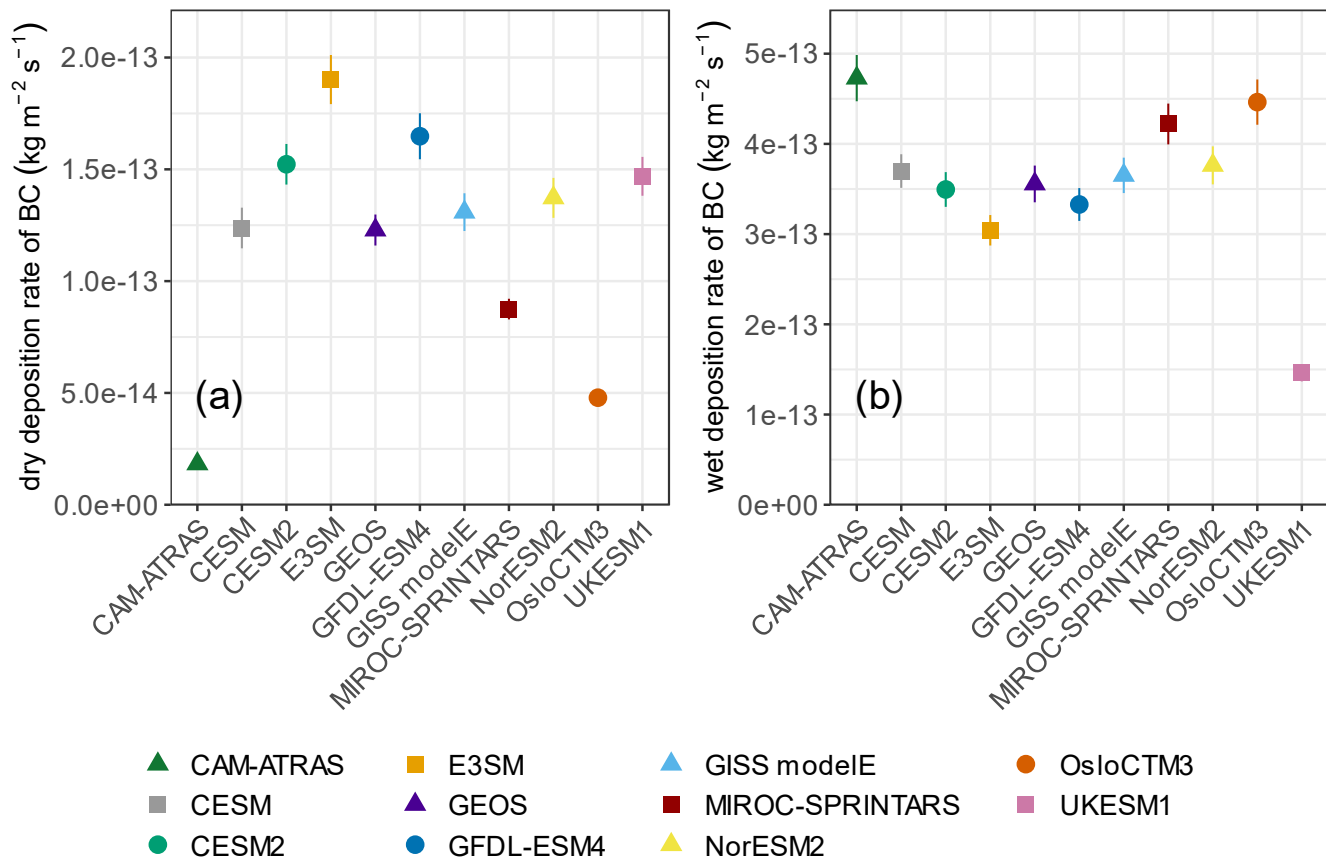 dry deposition rate of BC (kg m⁻² s⁻¹)
2.0e-13
1.5e-13
1.0e-13
5.0e-14
0.0e+00
(a)
CAM-ATRAS
CESM
CESM2
E3SM
GEOS
GFDL-ESM4
GISS modelE
MIROC-SPRINTARS
NorESM2
OsloCTM3
UKESM1
wet deposition rate of BC (kg m⁻² s⁻¹)
5e-13
4e-13
3e-13
2e-13
1e-13
0e+00
(b)
CAM-ATRAS
CESM
CESM2
E3SM
GEOS
GFDL-ESM4
GISS modelE
MIROC-SPRINTARS
NorESM2
OsloCTM3
UKESM1
CAM-ATRAS E3SM GISS modelE OsloCTM3
CESM GEOS MIROC-SPRINTARS UKESM1
CESM2 GFDL-ESM4 NorESM2